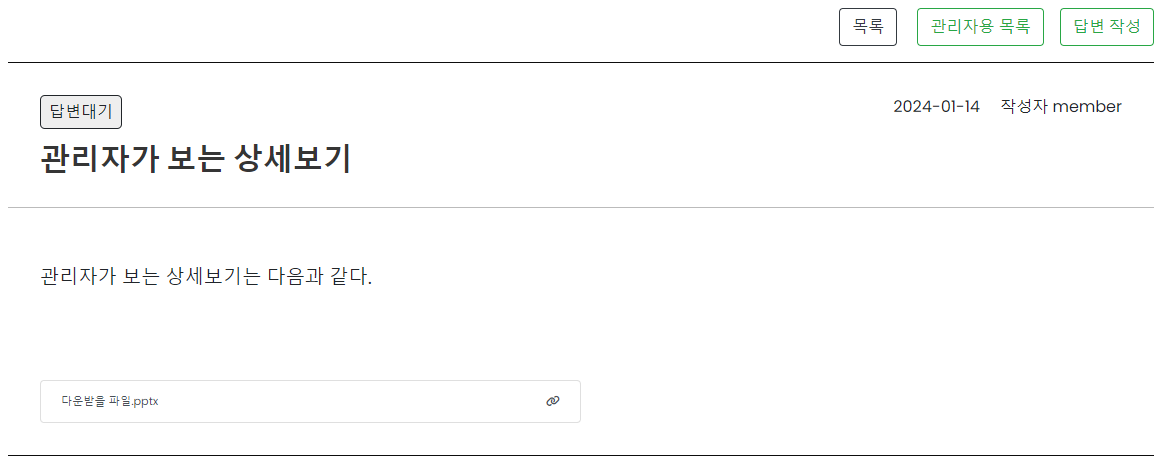 목록 관리자용 목록 답변 작성
답변대기 2024-01-14 작성자 member
관리자가 보는 상세보기
관리자가 보는 상세보기는 다음과 같다.
다운받을 파일.pptx